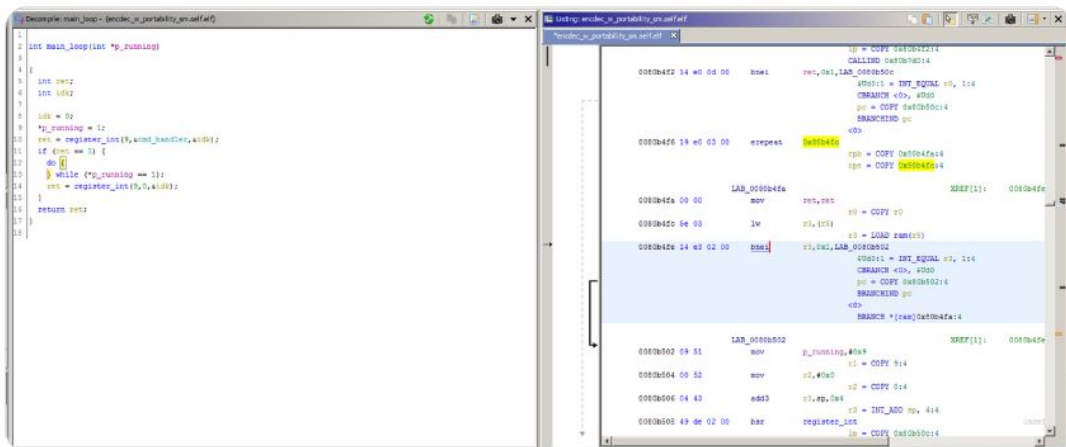 Decompile: main_loop - (encdec_w_portability_sm.self.elf)
1
2 int main_loop(int *p_running)
3
4 {
5 int ret;
6 int idk;
7
8 idk = 0;
9 *p_running = 1;
10 ret = register_int(9,&cmd_handler,&idk);
11 if (ret == 1) {
12 do {
13 } while (*p_running == 1);
14 ret = register_int(9,0,&idk);
15 }
16 return ret;
17 }
18
Listing: encdec_w_portability_sm.self.elf
*encdec_w_portability_sm.self.elf
lp = COPY 0x80b4f2:4
CALLIND 0x80b7d0:4
0080b4f2 14 e0 0d 00 bnei ret,0x1,LAB_0080b50c
$Ud0:1 = INT_EQUAL r0, 1:4
CBRANCH <0>, $Ud0
pc = COPY 0x80b50c:4
BRANCHIND pc
<0>
0080b4f6 19 e0 03 00 erepeat 0x80b4fc
rpb = COPY 0x80b4fa:4
rpe = COPY 0x80b4fc:4
LAB_0080b4fa XREF[1]: 0080b4fe
0080b4fa 00 00 mov ret,ret
r0 = COPY r0
0080b4fc 5e 03 lw r3,(r5)
r3 = LOAD ram(r5)
0080b4fe 14 e3 02 00 bnei r3,0x1,LAB_0080b502
$Ud0:1 = INT_EQUAL r3, 1:4
CBRANCH <0>, $Ud0
pc = COPY 0x80b502:4
BRANCHIND pc
<0>
BRANCH *[ram]0x80b4fa:4
LAB_0080b502 XREF[1]: 0080b4fe
0080b502 09 51 mov p_running,#0x9
r1 = COPY 9:4
0080b504 00 52 mov r2,#0x0
r2 = COPY 0:4
0080b506 04 43 add3 r3,sp,0x4
r3 = INT_ADD sp, 4:4
0080b508 49 de 02 00 bsr register_int
lp = COPY 0x80b50c:4